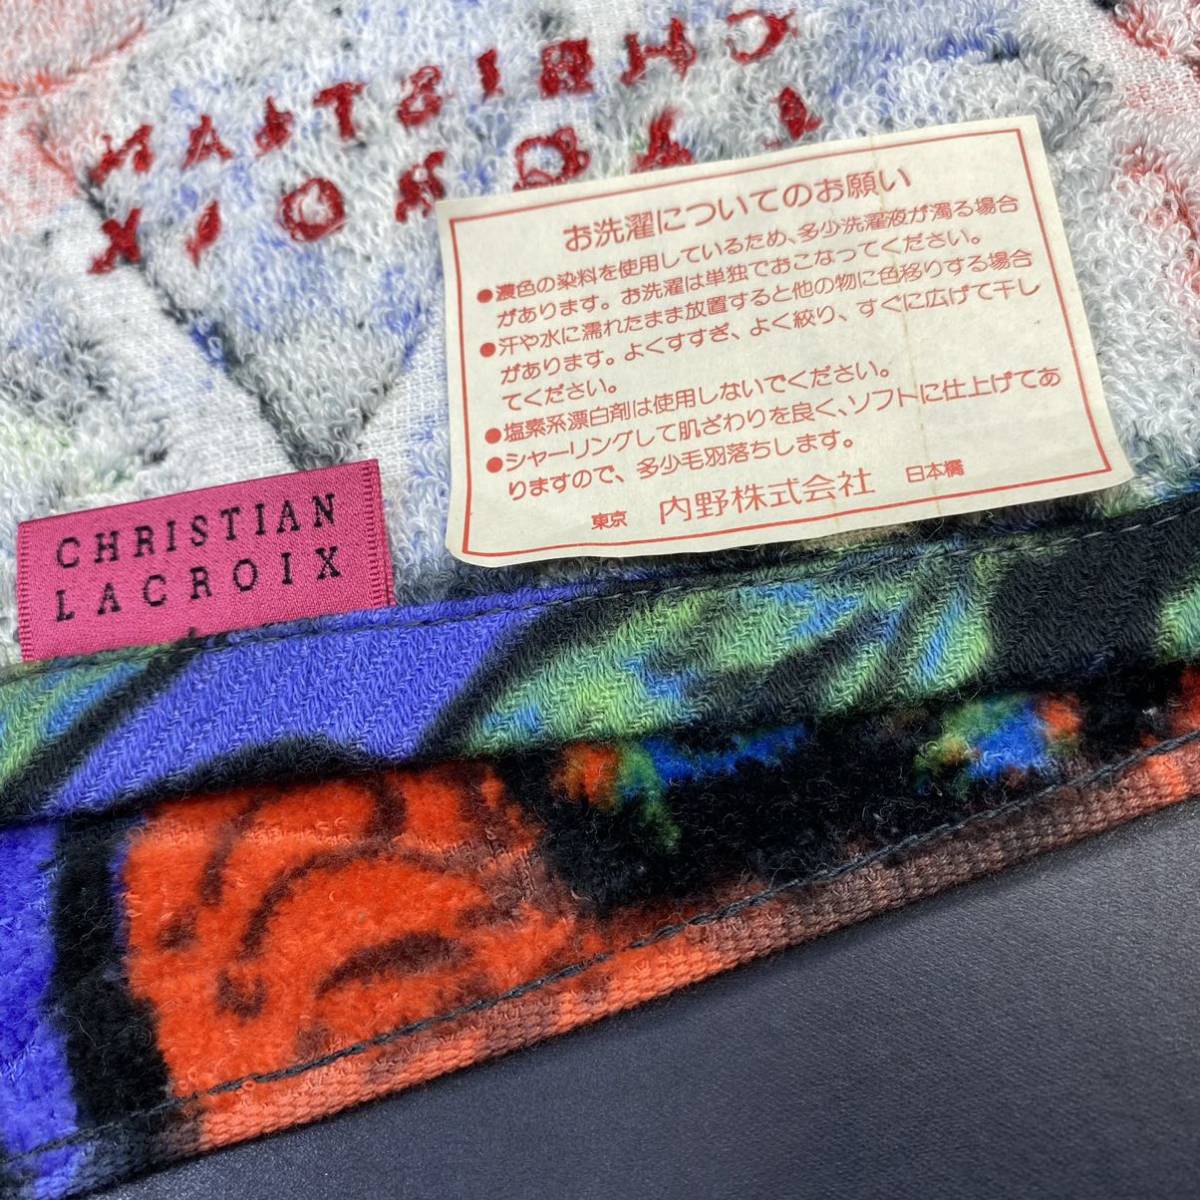 CHRISTIAN
LACROIX
お洗濯についてのお願い
●濃色の染料を使用しているため、多少洗濯液が濁る場合
があります。お洗濯は単独でおこなってください。
●汗や水に濡れたまま放置すると他の物に色移りする場合
があります。よくすすぎ、よく絞り、すぐに広げて干し
てください。
●塩素系漂白剤は使用しないでください。
●シャーリングして肌ざわりを良く、ソフトに仕上げてあ
りますので、多少毛羽落ちします。
東京 内野株式会社 日本橋
CHRISTIAN
LACROIX